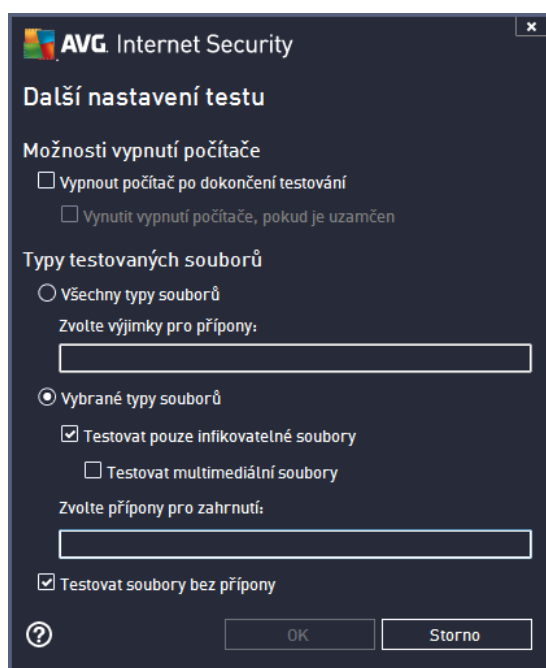 AVG. Internet Security
Další nastavení testu
Možnosti vypnutí počítače
Vypnout počítač po dokončení testování
Vynutit vypnutí počítače, pokud je uzamčen
Typy testovaných souborů
Všechny typy souborů
Zvolte výjimky pro přípony:
Vybrané typy souborů
Testovat pouze infikovatelné soubory
Testovat multimediální soubory
Zvolte přípony pro zahrnutí:
Testovat soubory bez přípony
? OK Storno